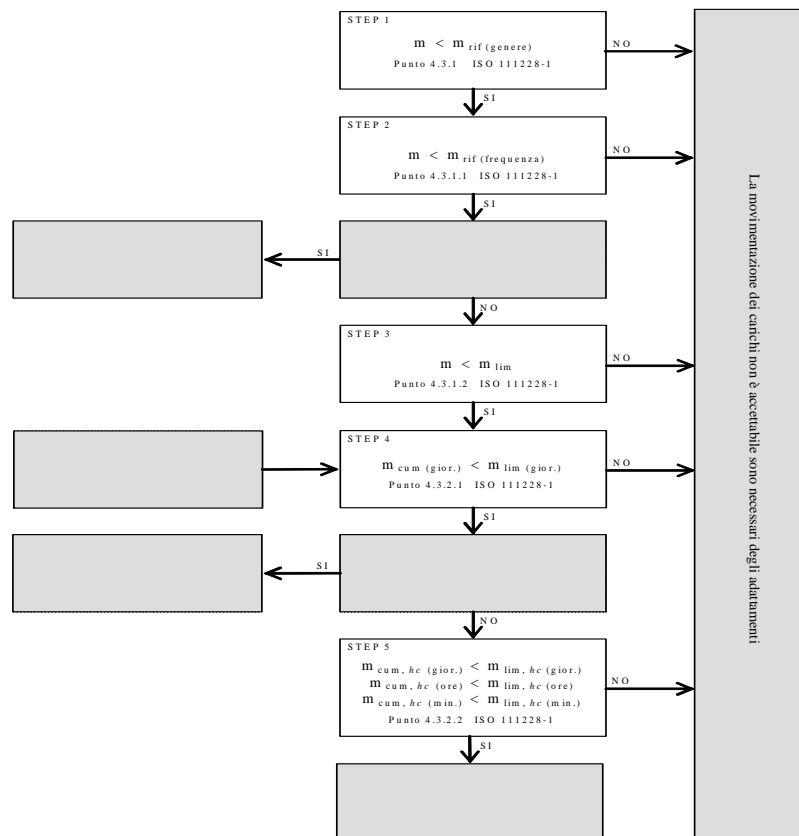 STEP 1
m < m rif (genere)
Punto 4.3.1 ISO 111228-1
NO
SI
STEP 2
m < m rif (frequenza)
Punto 4.3.1.1 ISO 111228-1
NO
SI
SI
NO
STEP 3
m < m lim
Punto 4.3.1.2 ISO 111228-1
NO
SI
STEP 4
m cum (gior.) < m lim (gior.)
Punto 4.3.2.1 ISO 111228-1
NO
SI
SI
NO
STEP 5
m cum, hc (gior.) < m lim, hc (gior.)
m cum, hc (ore) < m lim, hc (ore)
m cum, hc (min.) < m lim, hc (min.)
Punto 4.3.2.2 ISO 111228-1
NO
SI
La movimentazione dei carichi non è accettabile sono necessari degli adattamenti